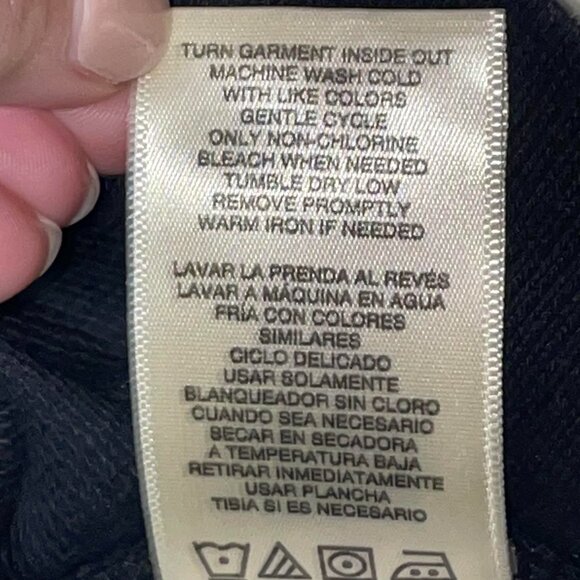 TURN GARMENT INSIDE OUT
MACHINE WASH COLD
WITH LIKE COLORS
GENTLE CYCLE
ONLY NON-CHLORINE
BLEACH WHEN NEEDED
TUMBLE DRY LOW
REMOVE PROMPTLY
WARM IRON IF NEEDED
LAVAR LA PRENDA AL REVÉS
LAVAR A MÁQUINA EN AGUA
FRÍA CON COLORES
SIMILARES
CICLO DELICADO
USAR SOLAMENTE
BLANQUEADOR SIN CLORO
CUANDO SEA NECESARIO
SECAR EN SECADORA
A TEMPERATURA BAJA
RETIRAR INMEDIATAMENTE
USAR PLANCHA
TIBIA SI ES NECESARIO